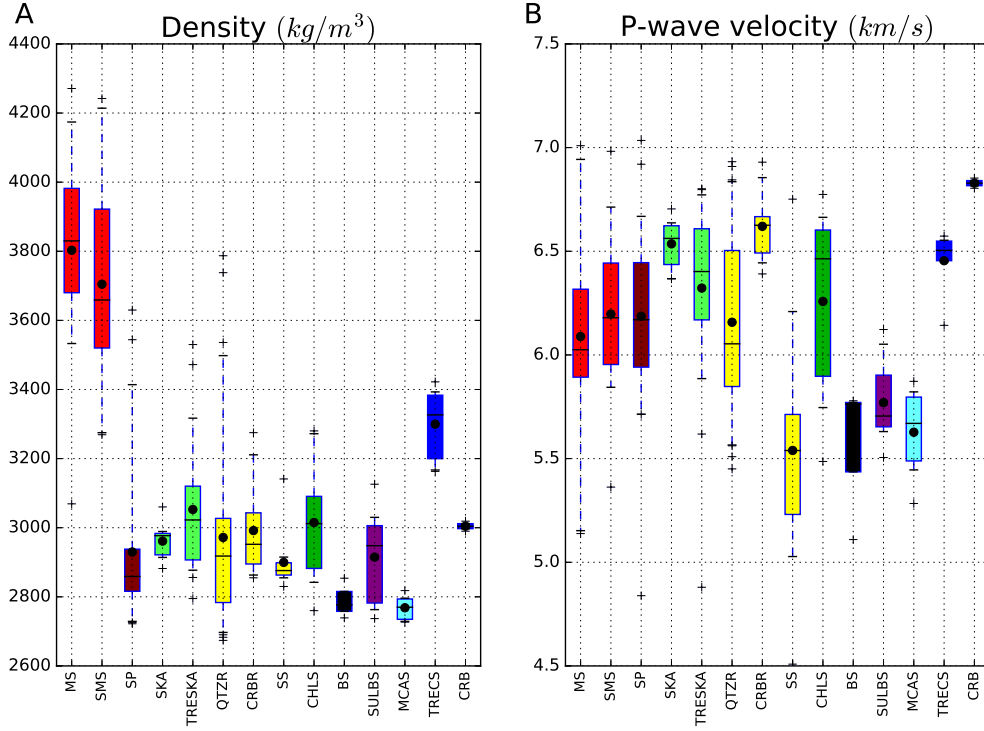 A
Density (kg/m³)
4400
4200
4000
3800
3600
3400
3200
3000
2800
2600
MS
SMS
SP
SKA
TRESKA
QTZR
CRBR
SS
CHLS
BS
SULBS
MCAS
TRECS
CRB
B
P-wave velocity (km/s)
7.5
7.0
6.5
6.0
5.5
5.0
4.5
MS
SMS
SP
SKA
TRESKA
QTZR
CRBR
SS
CHLS
BS
SULBS
MCAS
TRECS
CRB